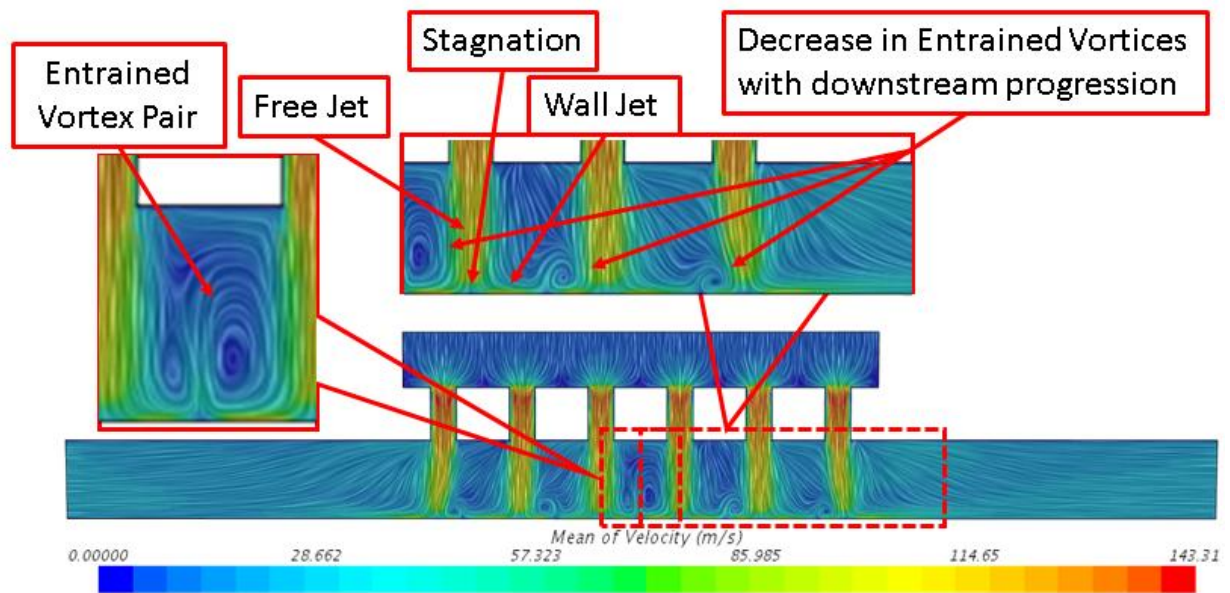 Stagnation
Decrease in Entrained Vortices
with downstream progression
Entrained
Vortex Pair
Free Jet
Wall Jet
Mean of Velocity (m/s)
0.00000 28.662 57.323 85.985 114.65 143.31